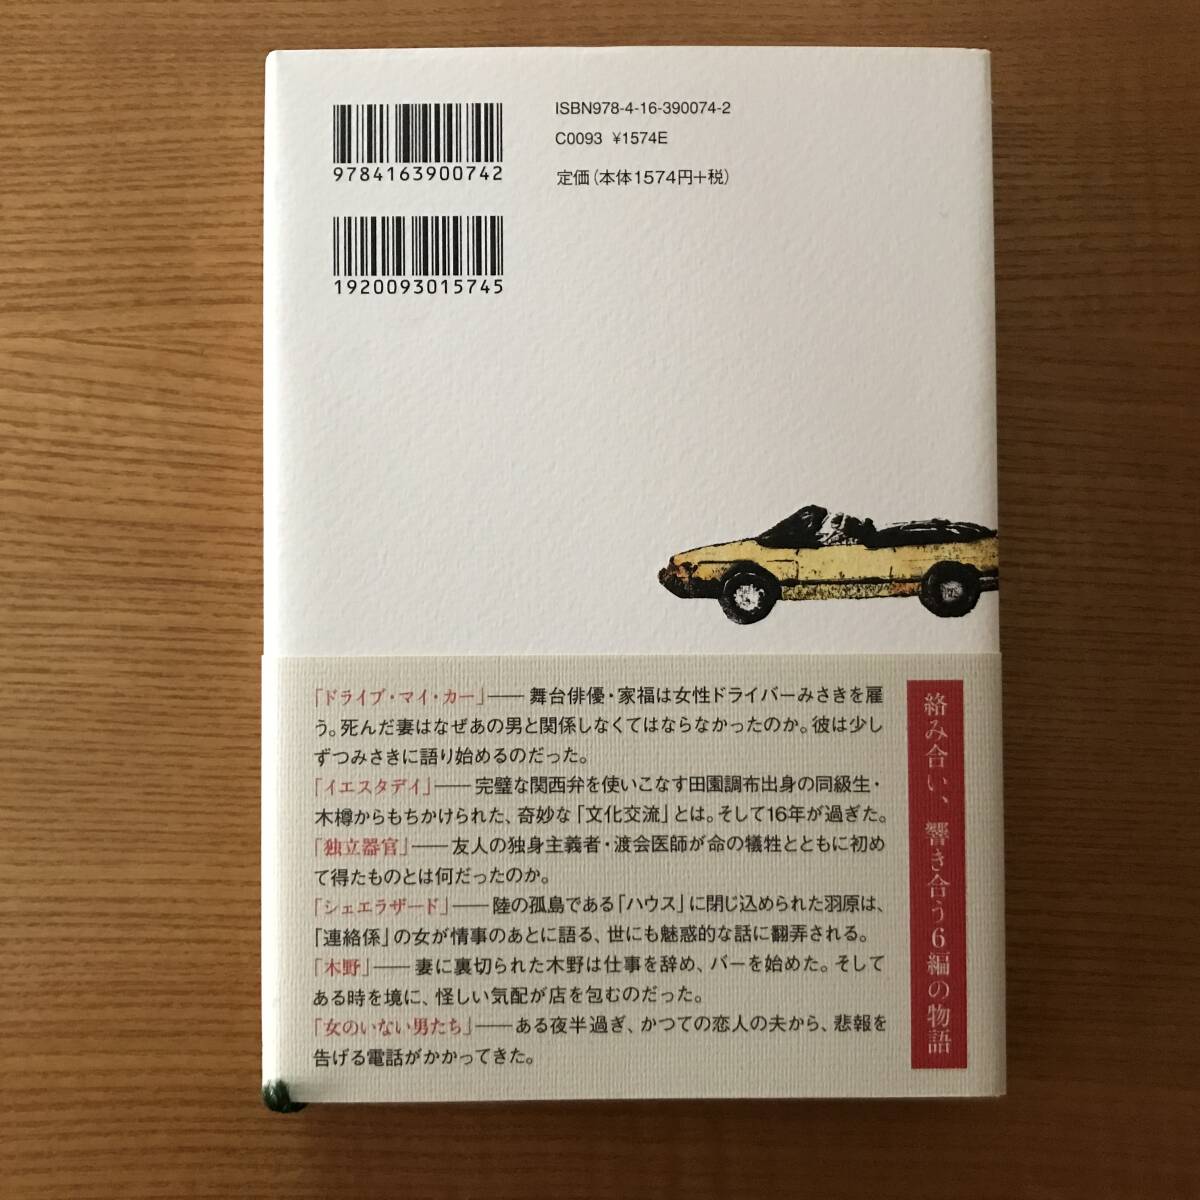 ISBN978-4-16-390074-2
C0093 ¥1574E
定価(本体1574円+税)
9784163900742
1920093015745
「ドライブ・マイ・カー」── 舞台俳優・家福は女性ドライバーみさきを雇
う。死んだ妻はなぜあの男と関係しなくてはならなかったのか。彼は少し
ずつみさきに語り始めるのだった。
「イエスタデイ」── 完璧な関西弁を使いこなす田園調布出身の同級生・
木樽からもちかけられた、奇妙な「文化交流」とは。そして16年が過ぎた。
「独立器官」── 友人の独身主義者・渡会医師が命の犠牲とともに初め
て得たものとは何だったのか。
「シェエラザード」── 陸の孤島である「ハウス」に閉じ込められた羽原は、
「連絡係」の女が情事のあとに語る、世にも魅惑的な話に翻弄される。
「木野」── 妻に裏切られた木野は仕事を辞め、バーを始めた。そして
ある時を境に、怪しい気配が店を包むのだった。
「女のいない男たち」── ある夜半過ぎ、かつての恋人の夫から、悲報を
告げる電話がかかってきた。
絡み合い、響き合う6編の物語